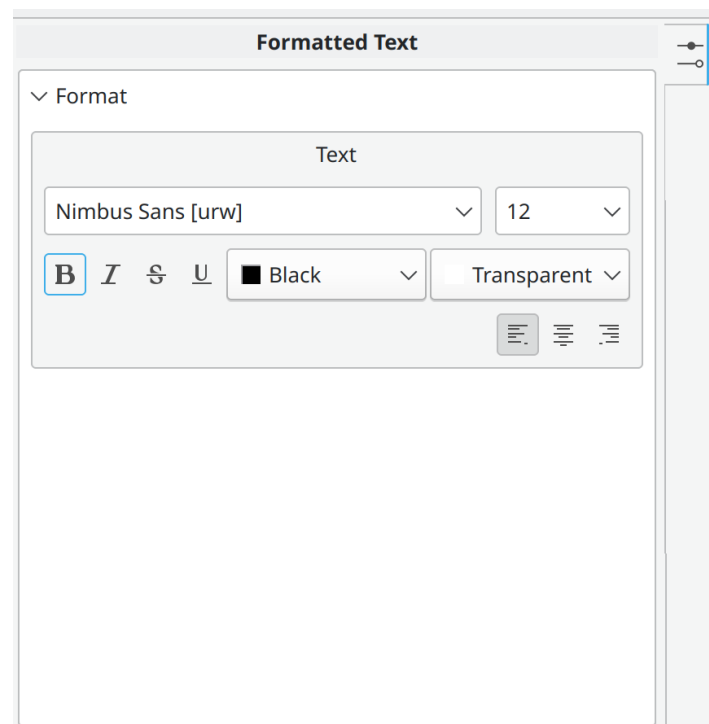 Formatted Text
Format
Text
Nimbus Sans [urw] 12
B I S U Black Transparent